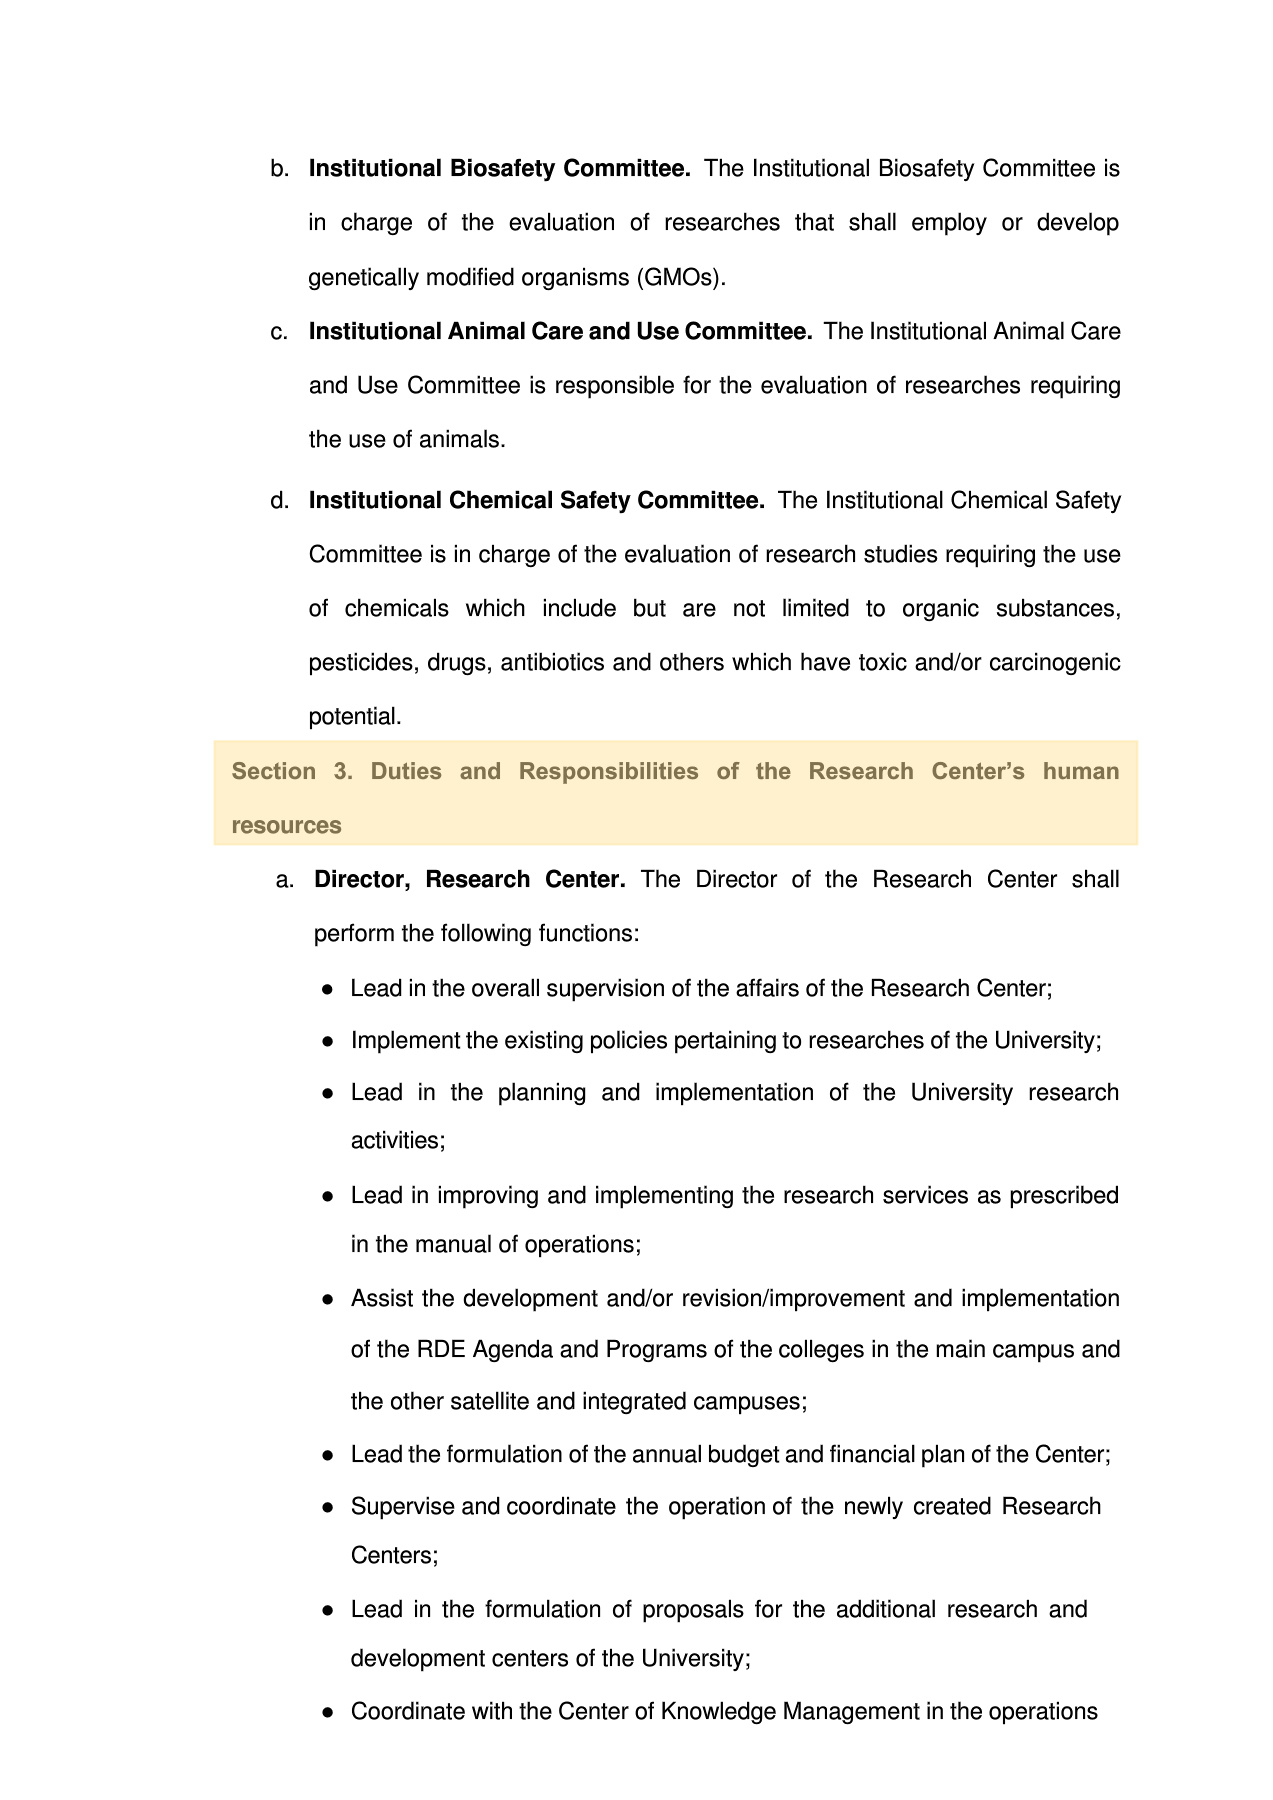 b. Institutional Biosafety Committee. The Institutional Biosafety Committee is
in charge of the evaluation of researches that shall employ or develop
genetically modified organisms (GMOs).
c. Institutional Animal Care and Use Committee. The Institutional Animal Care
and Use Committee is responsible for the evaluation of researches requiring
the use of animals.
d. Institutional Chemical Safety Committee. The Institutional Chemical Safety
Committee is in charge of the evaluation of research studies requiring the use
of chemicals which include but are not limited to organic substances,
pesticides, drugs, antibiotics and others which have toxic and/or carcinogenic
potential.
Section 3. Duties and Responsibilities of the Research Center’s human
resources
a. Director, Research Center. The Director of the Research Center shall
perform the following functions:
● Lead in the overall supervision of the affairs of the Research Center;
● Implement the existing policies pertaining to researches of the University;
● Lead in the planning and implementation of the University research
activities;
● Lead in improving and implementing the research services as prescribed
in the manual of operations;
● Assist the development and/or revision/improvement and implementation
of the RDE Agenda and Programs of the colleges in the main campus and
the other satellite and integrated campuses;
● Lead the formulation of the annual budget and financial plan of the Center;
● Supervise and coordinate the operation of the newly created Research
Centers;
● Lead in the formulation of proposals for the additional research and
development centers of the University;
● Coordinate with the Center of Knowledge Management in the operations